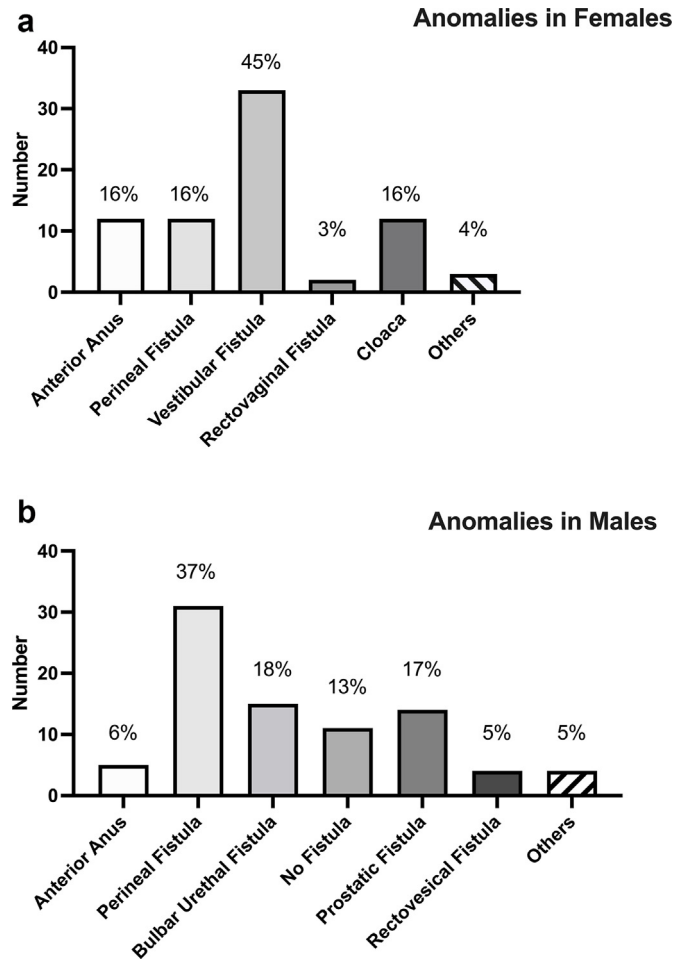 a
Anomalies in Females
40
30
20
10
0
Number
16%
16%
45%
3%
16%
4%
Anterior Anus
Perineal Fistula
Vestibular Fistula
Rectovaginal Fistula
Cloaca
Others
b
Anomalies in Males
40
30
20
10
0
Number
6%
37%
18%
13%
17%
5%
5%
Anterior Anus
Perineal Fistula
Bulbar Urethal Fistula
No Fistula
Prostatic Fistula
Rectovesical Fistula
Others